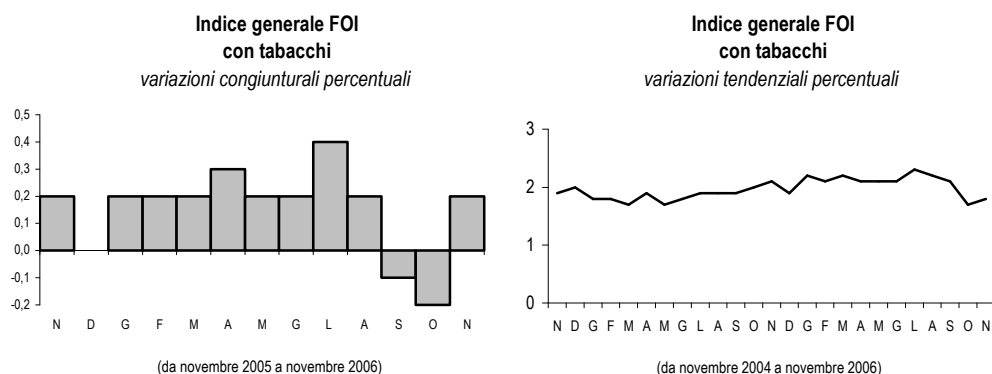 Indice generale FOI
con tabacchi
variazioni congiunturali percentuali
0,5
0,4
0,3
0,2
0,1
0,0
-0,1
-0,2
N D G F M A M G L A S O N
(da novembre 2005 a novembre 2006)
Indice generale FOI
con tabacchi
variazioni tendenziali percentuali
3
2
1
0
N D G F M A M G L A S O N D G F M A M G L A S O N
(da novembre 2004 a novembre 2006)